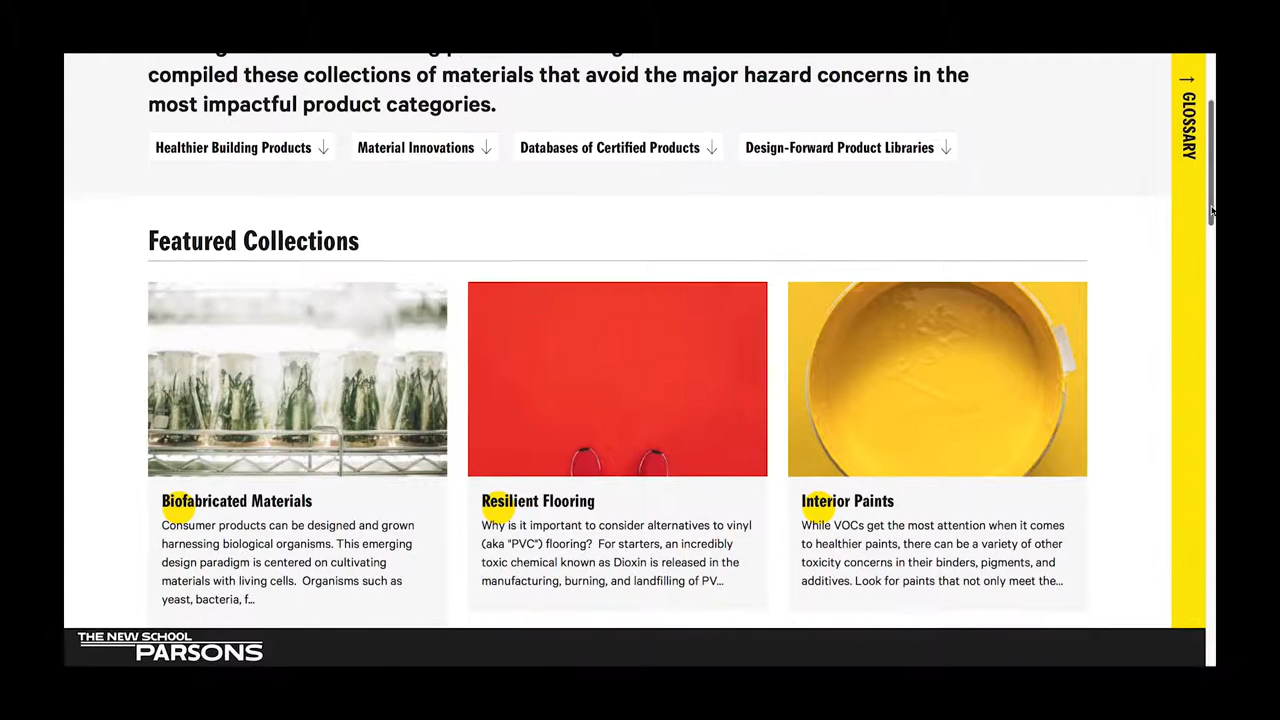 compiled these collections of materials that avoid the major hazard concerns in the
most impactful product categories.
Healthier Building Products ↓ Material Innovations ↓ Databases of Certified Products ↓ Design-Forward Product Libraries ↓
↑ GLOSSARY
Featured Collections
Biofabricated Materials
Consumer products can be designed and grown
harnessing biological organisms. This emerging
design paradigm is centered on cultivating
materials with living cells. Organisms such as
yeast, bacteria, f...
Resilient Flooring
Why is it important to consider alternatives to vinyl
(aka "PVC") flooring? For starters, an incredibly
toxic chemical known as Dioxin is released in the
manufacturing, burning, and landfilling of PV...
Interior Paints
While VOCs get the most attention when it comes
to healthier paints, there can be a variety of other
toxicity concerns in their binders, pigments, and
additives. Look for paints that not only meet the...
THE NEW SCHOOL
PARSONS